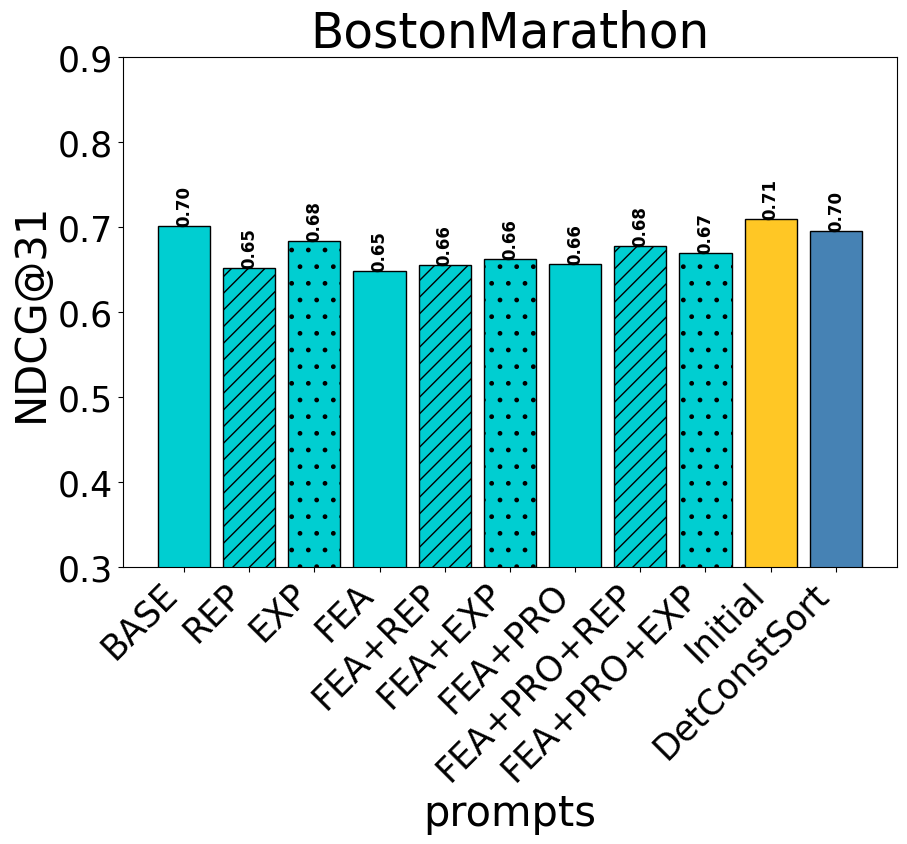 BostonMarathon
NDCG@31
0.9
0.8
0.7
0.6
0.5
0.4
0.3
0.70
0.65
0.68
0.65
0.66
0.66
0.66
0.68
0.67
0.71
0.70
BASE
REP
EXP
FEA
FEA+REP
FEA+EXP
FEA+PRO
FEA+PRO+REP
FEA+PRO+EXP
Initial
DetConstSort
prompts